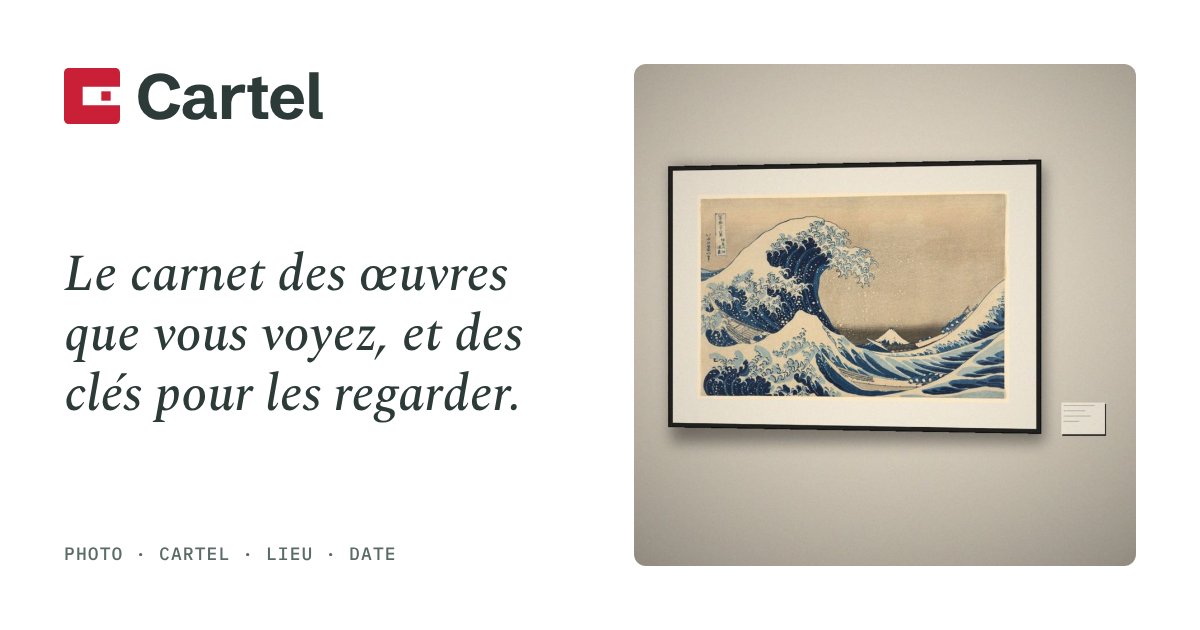 Cartel
Le carnet des œuvres
que vous voyez, et des
clés pour les regarder.
PHOTO · CARTEL · LIEU · DATE